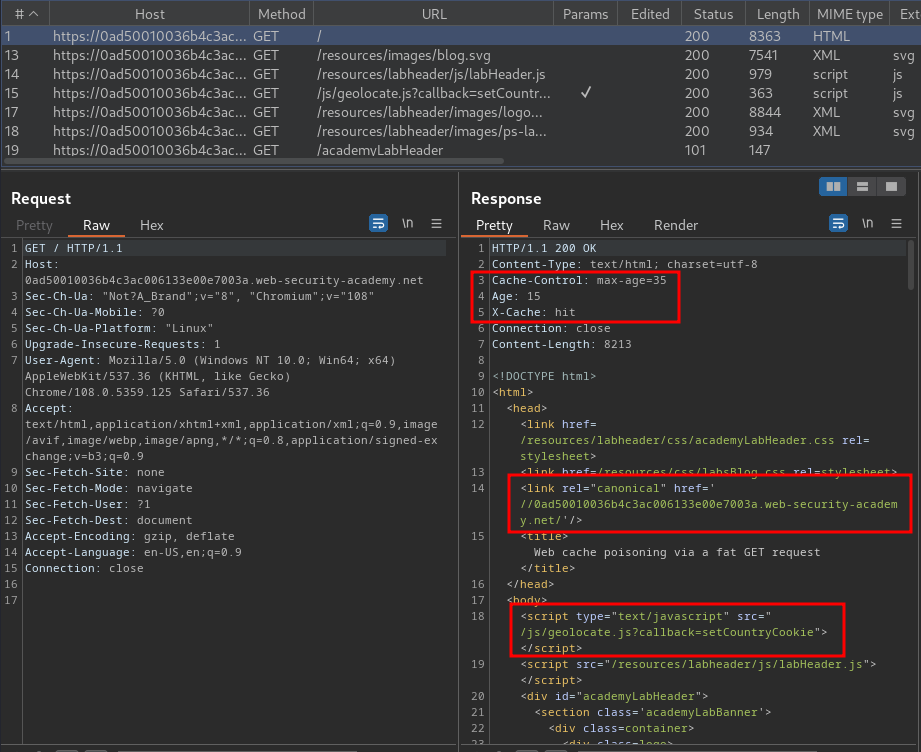 # Host Method URL Params Edited Status Length MIME type Ext
1 https://0ad50010036b4c3ac... GET / 200 8363 HTML
13 https://0ad50010036b4c3ac... GET /resources/images/blog.svg 200 7541 XML svg
14 https://0ad50010036b4c3ac... GET /resources/labheader/js/labHeader.js 200 979 script js
15 https://0ad50010036b4c3ac... GET /js/geolocate.js?callback=setCountr... ✓ 200 363 script js
17 https://0ad50010036b4c3ac... GET /resources/labheader/images/logo... 200 8844 XML svg
18 https://0ad50010036b4c3ac... GET /resources/labheader/images/ps-la... 200 934 XML svg
19 https://0ad50010036b4c3ac... GET /academyLabHeader 101 147
Request
Pretty Raw Hex \n
1 GET / HTTP/1.1
2 Host:
0ad50010036b4c3ac006133e00e7003a.web-security-academy.net
3 Sec-Ch-Ua: "Not?A_Brand";v="8", "Chromium";v="108"
4 Sec-Ch-Ua-Mobile: ?0
5 Sec-Ch-Ua-Platform: "Linux"
6 Upgrade-Insecure-Requests: 1
7 User-Agent: Mozilla/5.0 (Windows NT 10.0; Win64; x64)
AppleWebKit/537.36 (KHTML, like Gecko)
Chrome/108.0.5359.125 Safari/537.36
8 Accept:
text/html,application/xhtml+xml,application/xml;q=0.9,image
/avif,image/webp,image/apng,*/*;q=0.8,application/signed-ex
change;v=b3;q=0.9
9 Sec-Fetch-Site: none
10 Sec-Fetch-Mode: navigate
11 Sec-Fetch-User: ?1
12 Sec-Fetch-Dest: document
13 Accept-Encoding: gzip, deflate
14 Accept-Language: en-US,en;q=0.9
15 Connection: close
16
17
Response
Pretty Raw Hex Render \n
1 HTTP/1.1 200 OK
2 Content-Type: text/html; charset=utf-8
3 Cache-Control: max-age=35
4 Age: 15
5 X-Cache: hit
6 Connection: close
7 Content-Length: 8213
8
9 <!DOCTYPE html>
10 <html>
11 <head>
12 <link href=
/resources/labheader/css/academyLabHeader.css rel=
stylesheet>
13 <link href=/resources/css/labsBlog.css rel=stylesheet>
14 <link rel="canonical" href='
//0ad50010036b4c3ac006133e00e7003a.web-security-academ
y.net/'/>
15 <title>
Web cache poisoning via a fat GET request
</title>
16 </head>
17 <body>
18 <script type="text/javascript" src="
/js/geolocate.js?callback=setCountryCookie">
</script>
19 <script src="/resources/labheader/js/labHeader.js">
</script>
20 <div id="academyLabHeader">
21 <section class='academyLabBanner'>
22 <div class=container>
23 <div class=logo>